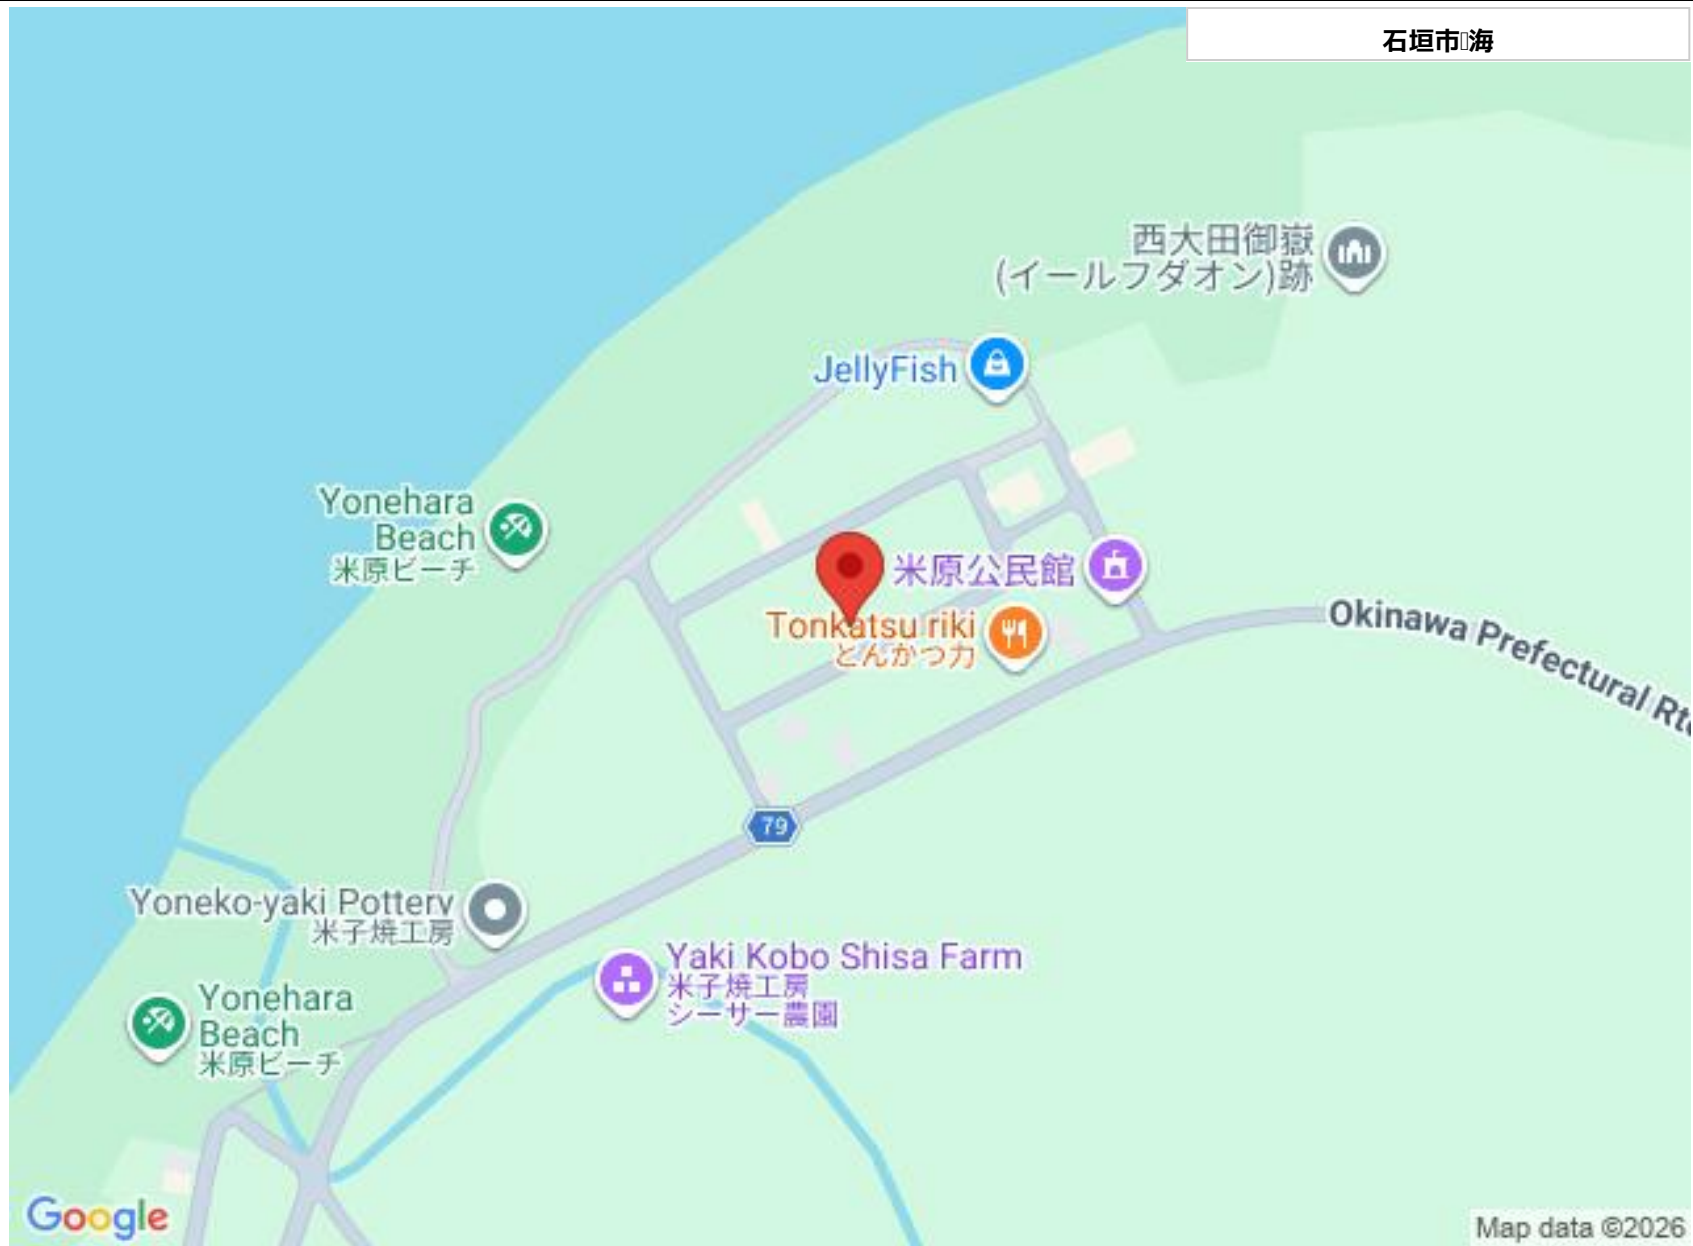 石垣市海
西大田御嶽
(イールフダオン)跡
JellyFish
Yonehara
Beach
米原ビーチ
米原公民館
Tonkatsu riki
とんかつ力
Okinawa Prefectural
79
Yoneko-yaki Pottery
米子焼工房
Yaki Kobo Shisa Farm
米子焼工房
シーサー農園
Yonehara
Beach
米原ビーチ
Google
Map data ©2026